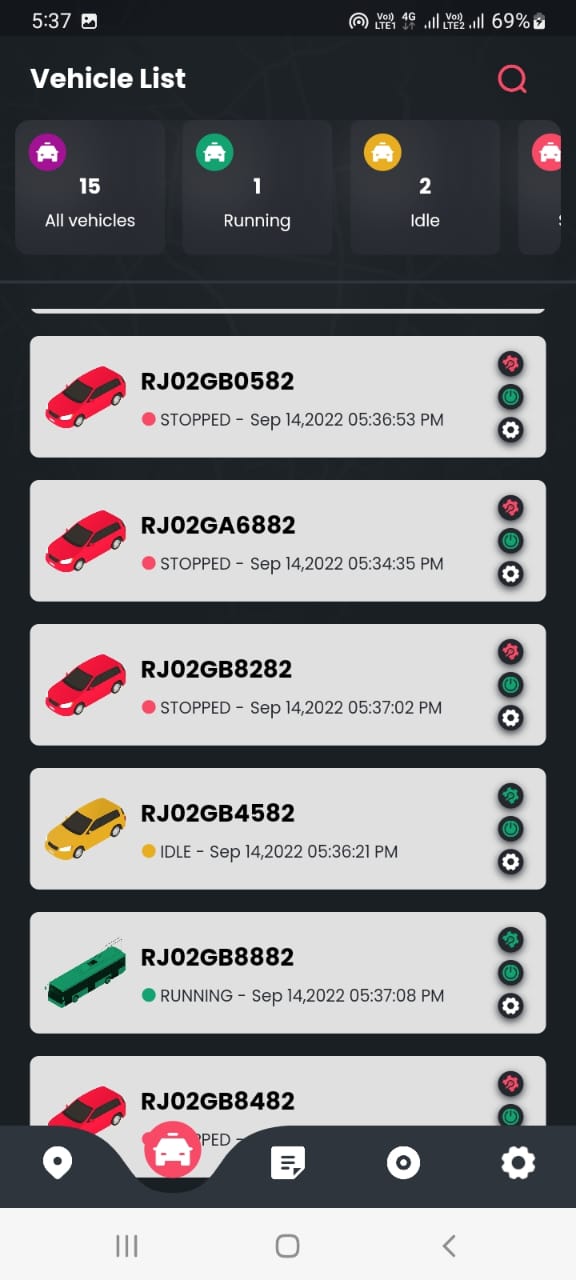 5:37 Vo)) LTE1 4G Vo)) LTE2 69%
Vehicle List
15
All vehicles
1
Running
2
Idle
RJ02GB0582
STOPPED - Sep 14,2022 05:36:53 PM
RJ02GA6882
STOPPED - Sep 14,2022 05:34:35 PM
RJ02GB8282
STOPPED - Sep 14,2022 05:37:02 PM
RJ02GB4582
IDLE - Sep 14,2022 05:36:21 PM
RJ02GB8882
RUNNING - Sep 14,2022 05:37:08 PM
RJ02GB8482